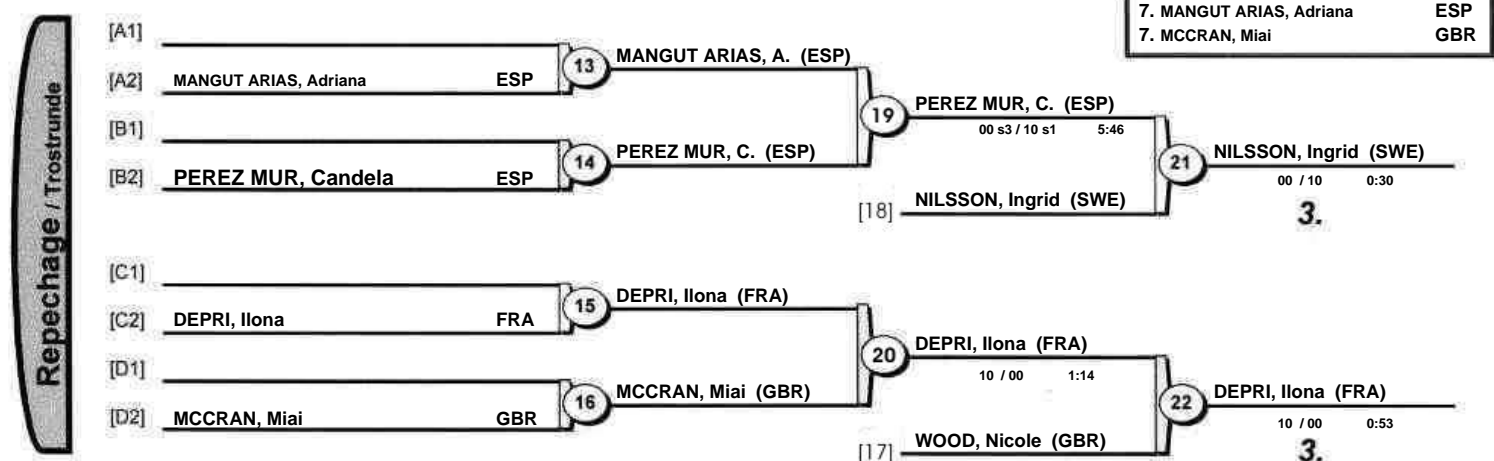 7. MANGUT ARIAS, Adriana ESP
7. MCCRAN, Miai GBR
Repechage / Trostrunde
[A1]
[A2] MANGUT ARIAS, Adriana ESP
13 MANGUT ARIAS, A. (ESP)
[B1]
[B2] PEREZ MUR, Candela ESP
14 PEREZ MUR, C. (ESP)
19 PEREZ MUR, C. (ESP)
00 s3 / 10 s1 5:46
[18] NILSSON, Ingrid (SWE)
21 NILSSON, Ingrid (SWE)
00 / 10 0:30
3.
[C1]
[C2] DEPRI, Ilona FRA
15 DEPRI, Ilona (FRA)
[D1]
[D2] MCCRAN, Miai GBR
16 MCCRAN, Miai (GBR)
20 DEPRI, Ilona (FRA)
10 / 00 1:14
[17] WOOD, Nicole (GBR)
22 DEPRI, Ilona (FRA)
10 / 00 0:53
3.